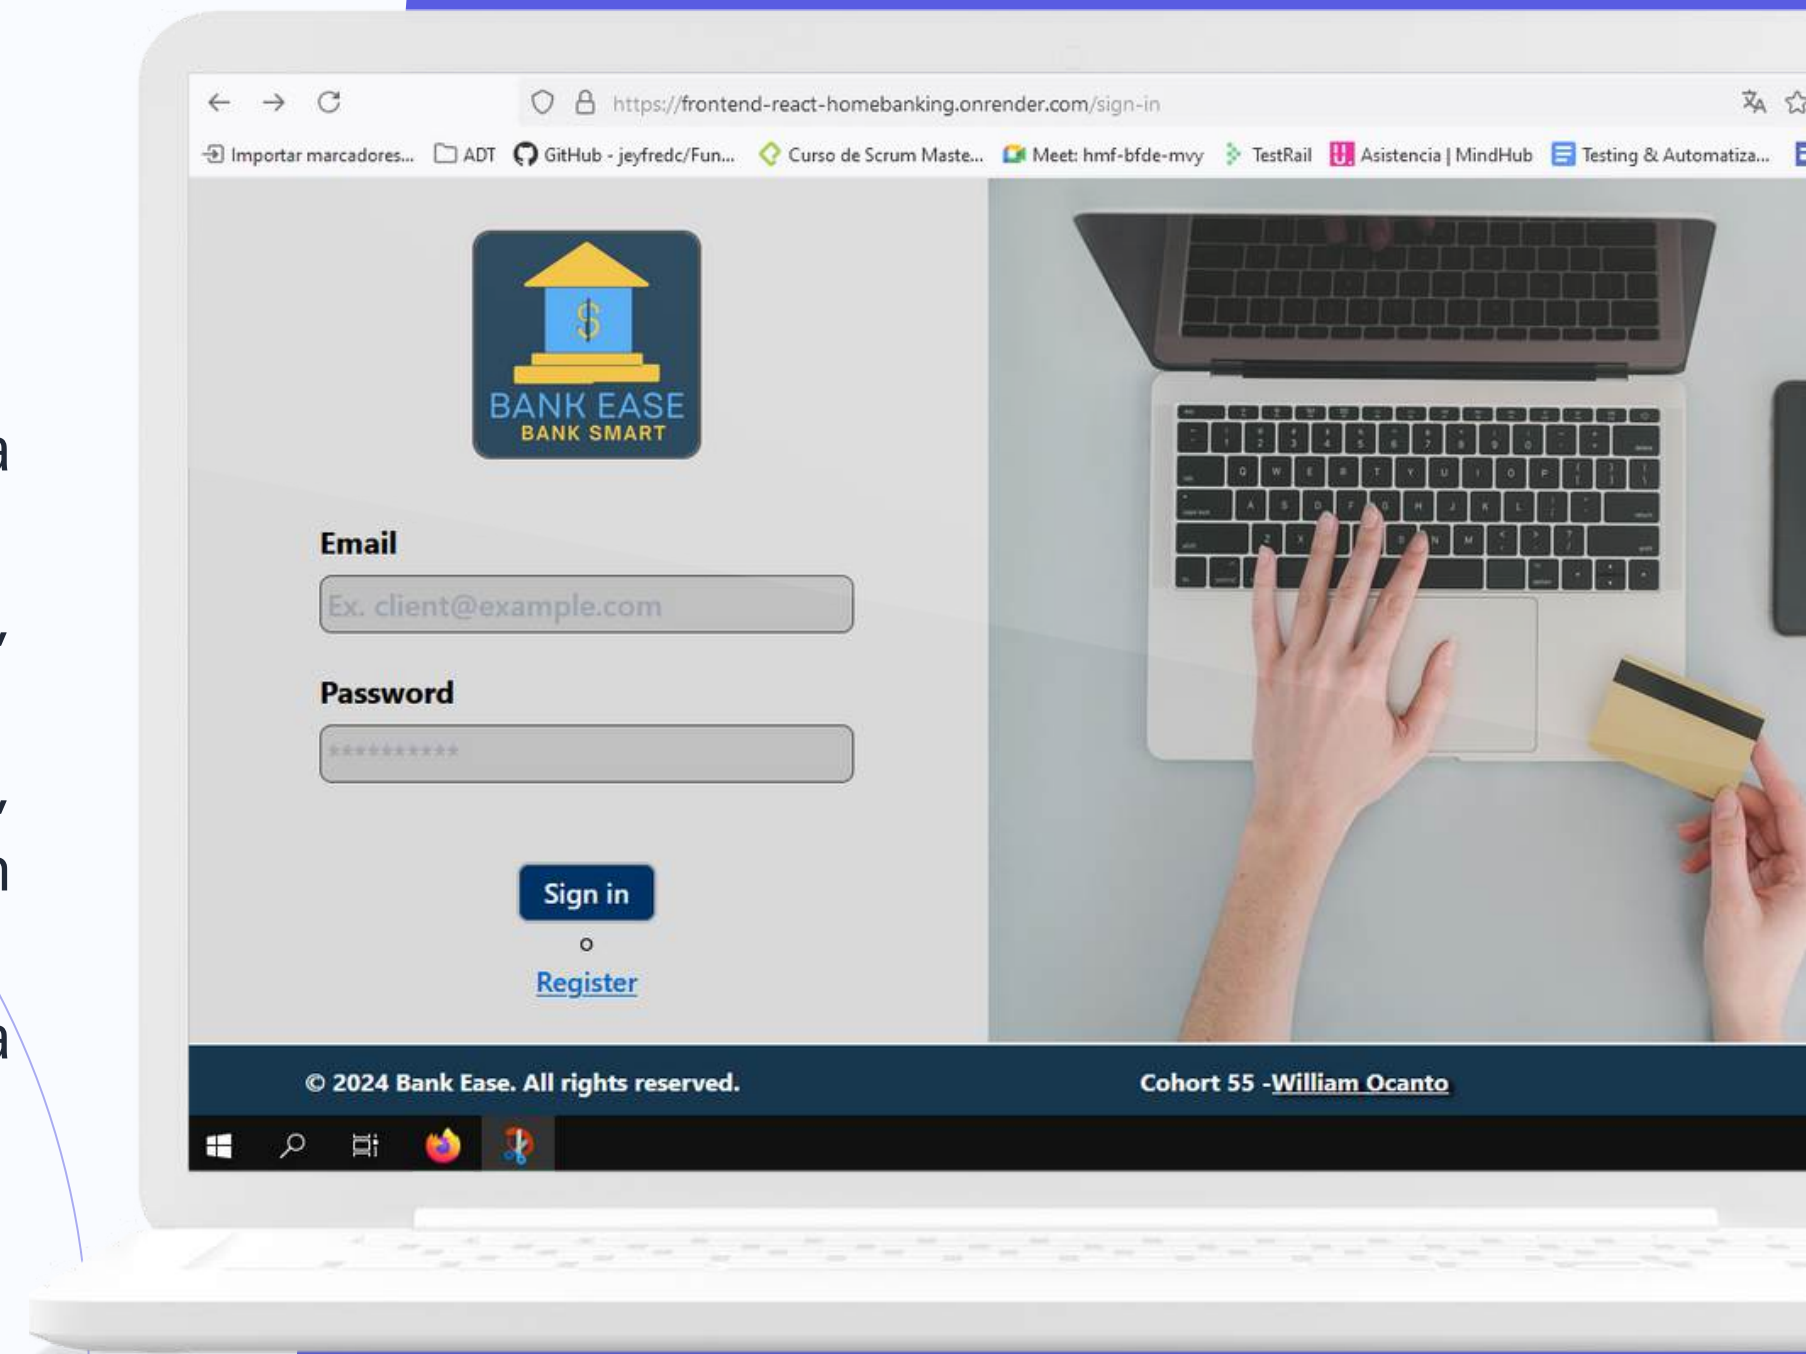 https://frontend-react-homebanking.onrender.com/sign-in
Importar marcadores... ADT GitHub - jeyfredc/Fun... Curso de Scrum Maste... Meet: hmf-bfde-mvy TestRail Asistencia | MindHub Testing & Automatiza...
$
BANK EASE
BANK SMART
a
Email
Ex. client@example.com
,
Password
**********
,
n
Sign in
o
Register
a
© 2024 Bank Ease. All rights reserved.
Cohort 55 -William Ocanto